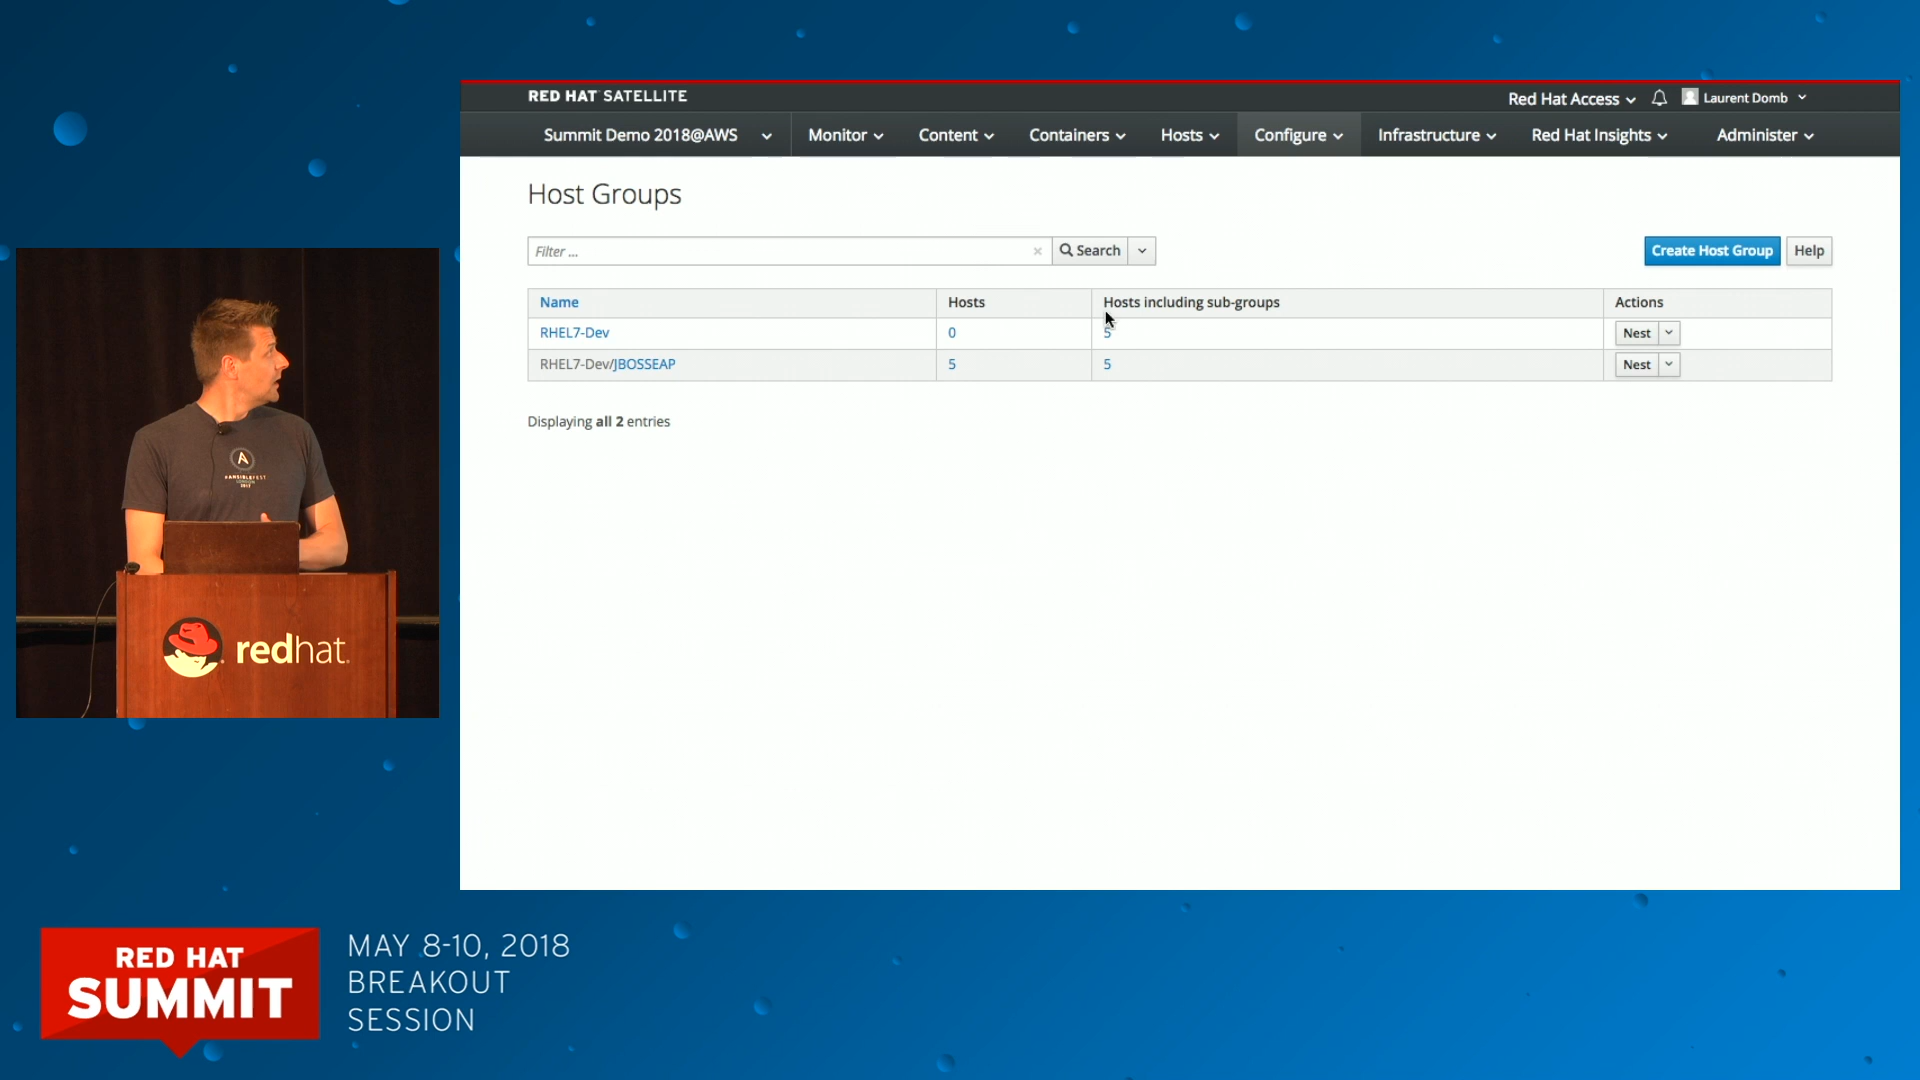 RED HAT SATELLITE
Red Hat Access
Laurent Domb
Summit Demo 2018@AWS
Monitor
Content
Containers
Hosts
Configure
Infrastructure
Red Hat Insights
Administer
Host Groups
Filter ...
Search
Create Host Group
Help
Name
Hosts
Hosts including sub-groups
Actions
RHEL7-Dev
0
5
Nest
RHEL7-Dev/JBOSSEAP
5
5
Nest
Displaying all 2 entries
#ANSIBLEFEST
LONDON
2017
redhat.
RED HAT
SUMMIT
MAY 8-10, 2018
BREAKOUT
SESSION